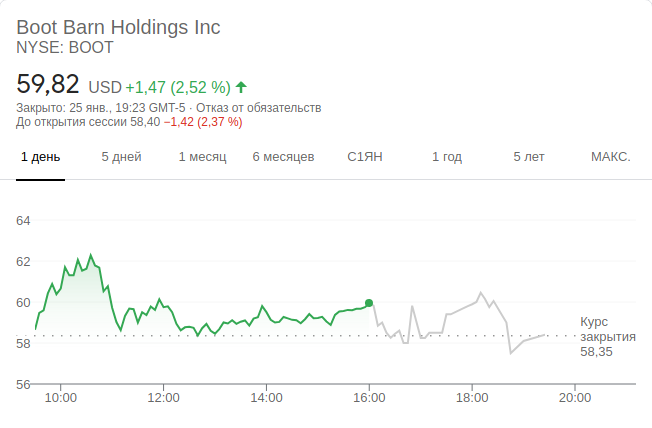 Boot Barn Holdings Inc
NYSE: BOOT
59,82 USD +1,47 (2,52 %)
Закрыто: 25 янв., 19:23 GMT-5 · Отказ от обязательств
До открытия сессии 58,40 −1,42 (2,37 %)
1 день 5 дней 1 месяц 6 месяцев С1ЯН 1 год 5 лет МАКС.
64
62
60
58
56
Курс
закрытия
58,35
10:00 12:00 14:00 16:00 18:00 20:00